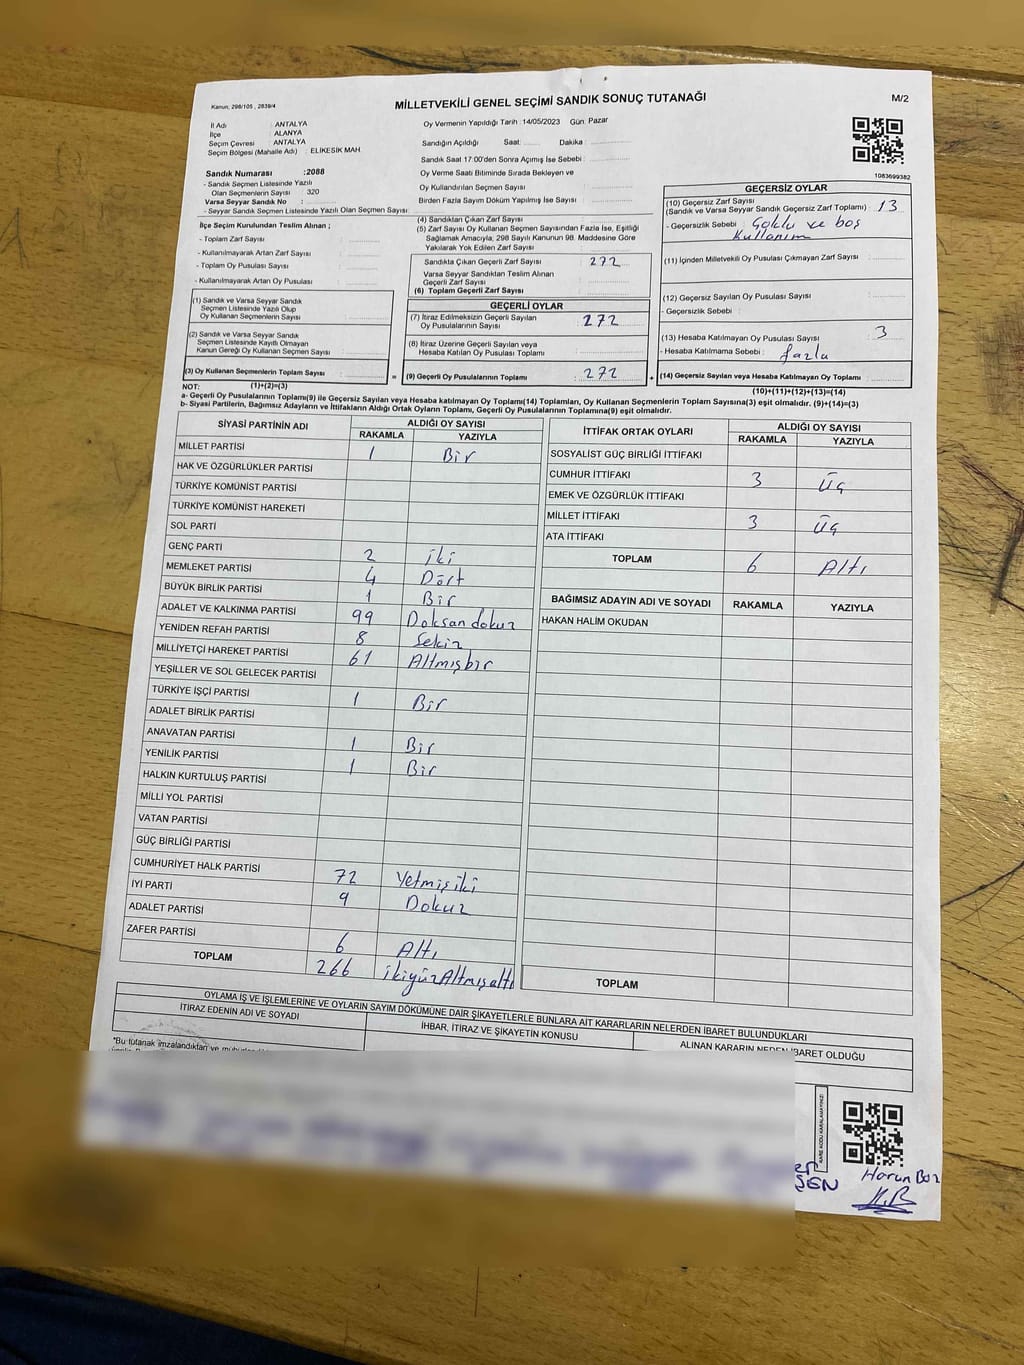 Kanun; 298/105 , 2839/4
MİLLETVEKİLİ GENEL SEÇİMİ SANDIK SONUÇ TUTANAĞI
M/2
İl Adı : ANTALYA
İlçe : ALANYA
Seçim Çevresi : ANTALYA
Seçim Bölgesi (Mahalle Adı) : ELİKESİK MAH.
Sandık Numarası :2088
- Sandık Seçmen Listesinde Yazılı
Olan Seçmenlerin Sayısı : 320
Varsa Seyyar Sandık No :
- Seyyar Sandık Seçmen Listesinde Yazılı Olan Seçmen Sayısı:
Oy Vermenin Yapıldığı Tarih :14/05/2023 Gün: Pazar
Sandığın Açıldığı Saat: Dakika :
Sandık Saat 17:00'den Sonra Açımış İse Sebebi :
Oy Verme Saati Bitiminde Sırada Bekleyen ve
Oy Kullandırılan Seçmen Sayısı :
Birden Fazla Sayım Döküm Yapılmış İse Sayısı :
1083699382
İlçe Seçim Kurulundan Teslim Alınan ;
- Toplam Zarf Sayısı :
- Kullanılmayarak Artan Zarf Sayısı :
- Toplam Oy Pusulası Sayısı :
- Kullanılmayarak Artan Oy Pusulası :
(1) Sandık ve Varsa Seyyar Sandık
Seçmen Listesinde Yazılı Olup
Oy Kullanan Seçmenlerin Sayısı :
(2) Sandık ve Varsa Seyyar Sandık
Seçmen Listesinde Kayıtlı Olmayan
Kanun Gereği Oy Kullanan Seçmen Sayısı :
(3) Oy Kullanan Seçmenlerin Toplam Sayısı :
(4) Sandıktan Çıkan Zarf Sayısı :
(5) Zarf Sayısı Oy Kullanan Seçmen Sayısından Fazla İse, Eşitliği
Sağlamak Amacıyla, 298 Sayılı Kanunun 98. Maddesine Göre
Yakılarak Yok Edilen Zarf Sayısı :
Sandıkta Çıkan Geçerli Zarf Sayısı : 272
Varsa Seyyar Sandıktan Teslim Alınan
Geçerli Zarf Sayısı :
(6) Toplam Geçerli Zarf Sayısı :
GEÇERLİ OYLAR
(7) İtiraz Edilmeksizin Geçerli Sayılan
Oy Pusulalarının Sayısı : 272
(8) İtiraz Üzerine Geçerli Sayılan veya
Hesaba Katılan Oy Pusulası Toplamı :
= (9) Geçerli Oy Pusulalarının Toplamı : 272 +
GEÇERSİZ OYLAR
(10) Geçersiz Zarf Sayısı
(Sandık ve Varsa Seyyar Sandık Geçersiz Zarf Toplamı) : 13
- Geçersizlik Sebebi : Çoklu ve boş
kullanım
(11) İçinden Milletvekili Oy Pusulası Çıkmayan Zarf Sayısı :
(12) Geçersiz Sayılan Oy Pusulası Sayısı :
- Geçersizlik Sebebi :
(13) Hesaba Katılmayan Oy Pusulası Sayısı : 3
- Hesaba Katılmama Sebebi : fazla
(14) Geçersiz Sayılan veya Hesaba Katılmayan Oy Toplamı :
NOT: (1)+(2)=(3)
(10)+(11)+(12)+(13)=(14)
a- Geçerli Oy Pusulalarının Toplamı(9) ile Geçersiz Sayılan veya Hesaba katılmayan Oy Toplamı(14) Toplamları, Oy Kullanan Seçmenlerin Toplam Sayısına(3) eşit olmalıdır. (9)+(14)=(3)
b- Siyasi Partilerin, Bağımsız Adayların ve İttifakların Aldığı Ortak Oyların Toplamı, Geçerli Oy Pusulalarının Toplamına(9) eşit olmalıdır.
SİYASİ PARTİNİN ADI ALDIĞI OY SAYISI
RAKAMLA YAZIYLA
MİLLET PARTİSİ 1 Bir
HAK VE ÖZGÜRLÜKLER PARTİSİ
TÜRKİYE KOMÜNİST PARTİSİ
TÜRKİYE KOMÜNİST HAREKETİ
SOL PARTİ
GENÇ PARTİ 2 iki
MEMLEKET PARTİSİ 4 Dört
BÜYÜK BİRLİK PARTİSİ 1 Bir
ADALET VE KALKINMA PARTİSİ 99 Doksan dokuz
YENİDEN REFAH PARTİSİ 8 Sekiz
MİLLİYETÇİ HAREKET PARTİSİ 61 Altmışbir
YEŞİLLER VE SOL GELECEK PARTİSİ
TÜRKİYE İŞÇİ PARTİSİ 1 Bir
ADALET BİRLİK PARTİSİ
ANAVATAN PARTİSİ 1 Bir
YENİLİK PARTİSİ 1 Bir
HALKIN KURTULUŞ PARTİSİ
MİLLİ YOL PARTİSİ
VATAN PARTİSİ
GÜÇ BİRLİĞİ PARTİSİ
CUMHURİYET HALK PARTİSİ 72 Yetmişiki
İYİ PARTİ 9 Dokuz
ADALET PARTİSİ
ZAFER PARTİSİ 6 Altı
TOPLAM 266 ikiyüzAltmışaltı
İTTİFAK ORTAK OYLARI ALDIĞI OY SAYISI
RAKAMLA YAZIYLA
SOSYALİST GÜÇ BİRLİĞİ İTTİFAKI
CUMHUR İTTİFAKI 3 Üç
EMEK VE ÖZGÜRLÜK İTTİFAKI
MİLLET İTTİFAKI 3 Üç
ATA İTTİFAKI
TOPLAM 6 Altı
BAĞIMSIZ ADAYIN ADI VE SOYADI RAKAMLA YAZIYLA
HAKAN HALİM OKUDAN
TOPLAM
OYLAMA İŞ VE İŞLEMLERİNE VE OYLARIN SAYIM DÖKÜMÜNE DAİR ŞİKAYETLERLE BUNLARA AİT KARARLARIN NELERDEN İBARET BULUNDUKLARI
İTİRAZ EDENİN ADI VE SOYADI İHBAR, İTİRAZ VE ŞİKAYETİN KONUSU ALINAN KARARIN NEDEN İBARET OLDUĞU
"Bu tutanak imzalandıktan ve
KARE KODU KARALAMAYINIZ!
Harun Boz
H.B